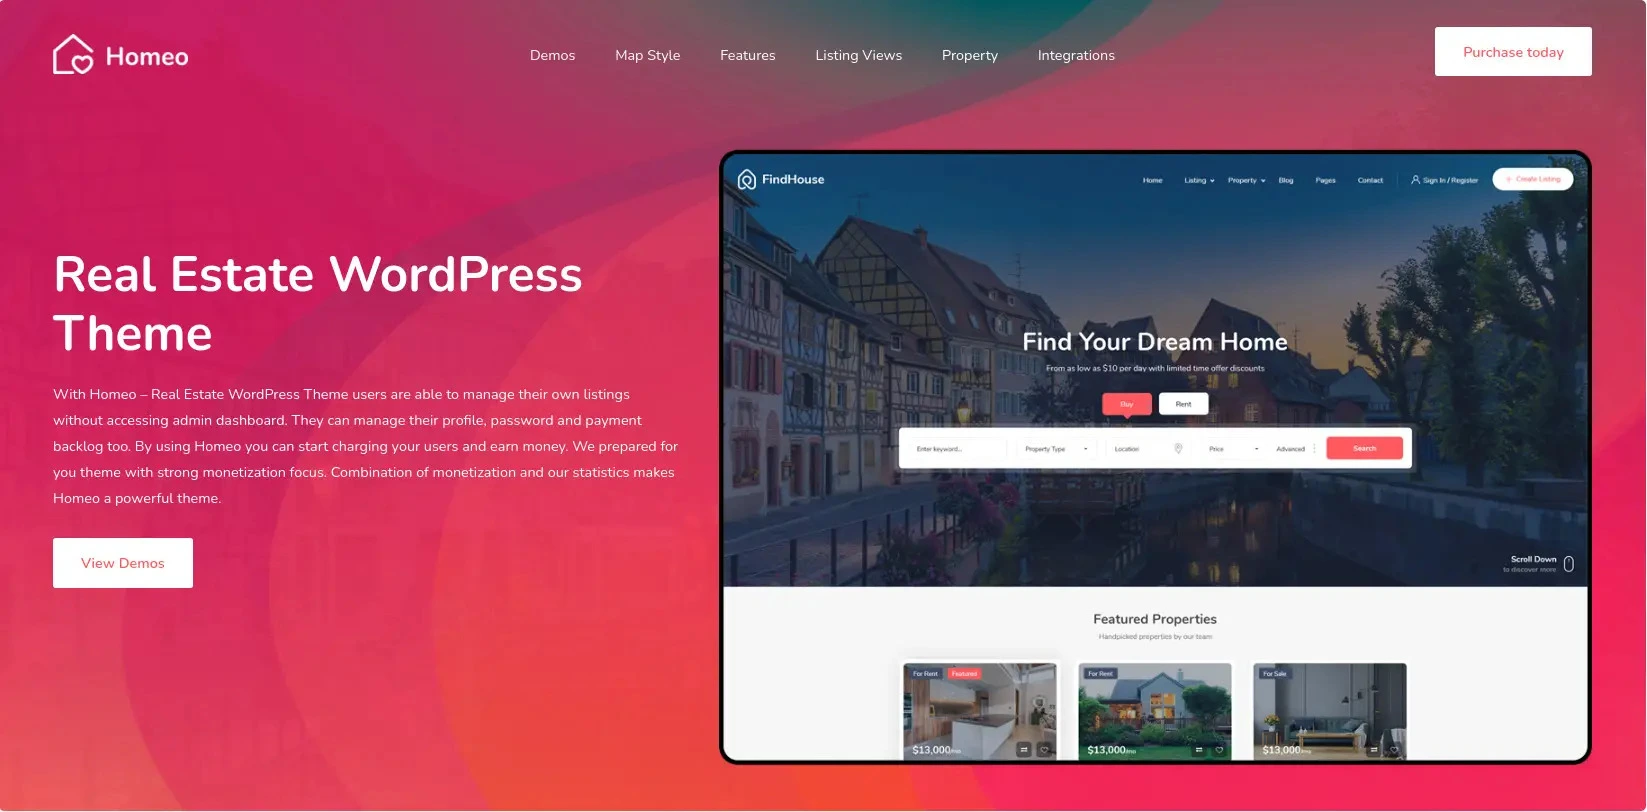 Homeo
Demos
Map Style
Features
Listing Views
Property
Integrations
Purchase today
Real Estate WordPress
Theme
With Homeo – Real Estate WordPress Theme users are able to manage their own listings
without accessing admin dashboard. They can manage their profile, password and payment
backlog too. By using Homeo you can start charging your users and earn money. We prepared for
you theme with strong monetization focus. Combination of monetization and our statistics makes
Homeo a powerful theme.
View Demos
FindHouse
Home
Listing
Property
Blog
Pages
Contact
Sign In / Register
+ Create Listing
Find Your Dream Home
From as low as $10 per day with limited time offer discounts
Buy
Rent
Enter keyword...
Property Type
Location
Price
Advanced
Search
Scroll Down
to discover more
Featured Properties
Handpicked properties by our team
For Rent
Featured
For Rent
For Sale
$13,000/mo
$13,000/mo
$13,000/mo